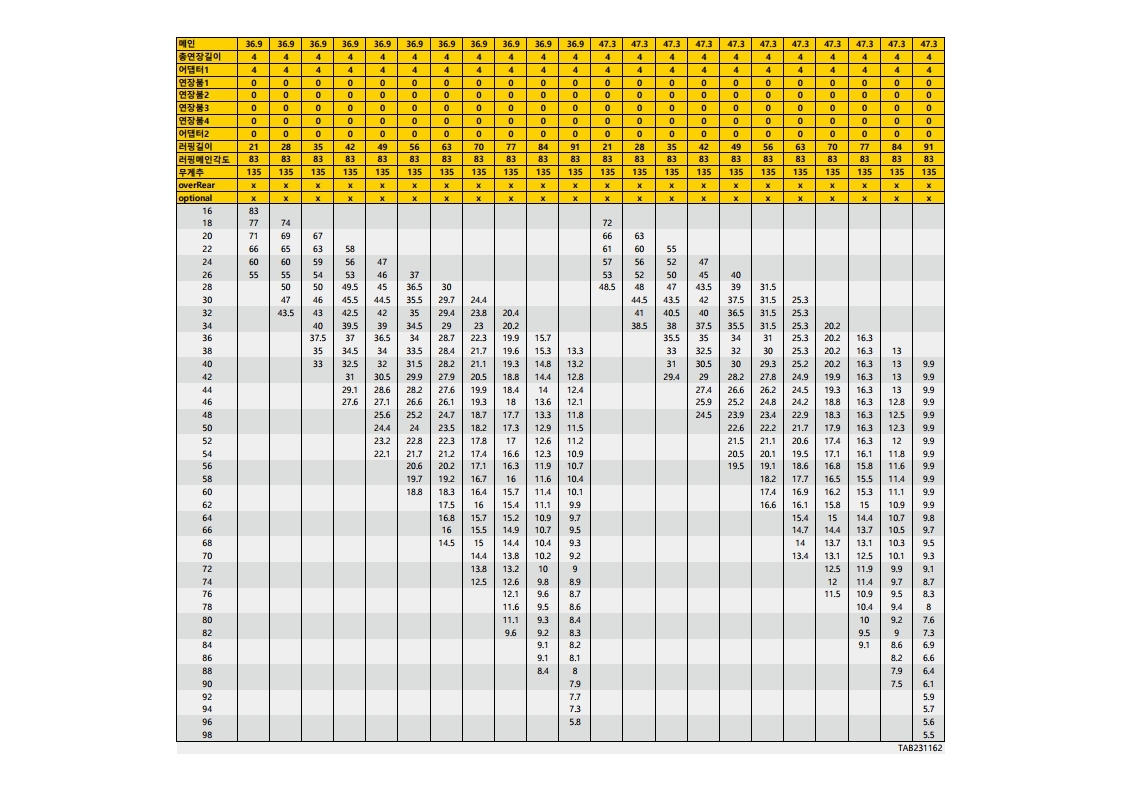 메인 36.9 36.9 36.9 36.9 36.9 36.9 36.9 36.9 36.9 36.9 36.9 47.3 47.3 47.3 47.3 47.3 47.3 47.3 47.3 47.3 47.3 47.3
총연장길이 4 4 4 4 4 4 4 4 4 4 4 4 4 4 4 4 4 4 4 4 4 4
어댑터1 4 4 4 4 4 4 4 4 4 4 4 4 4 4 4 4 4 4 4 4 4 4
연장붐1 0 0 0 0 0 0 0 0 0 0 0 0 0 0 0 0 0 0 0 0 0 0
연장붐2 0 0 0 0 0 0 0 0 0 0 0 0 0 0 0 0 0 0 0 0 0 0
연장붐3 0 0 0 0 0 0 0 0 0 0 0 0 0 0 0 0 0 0 0 0 0 0
연장붐4 0 0 0 0 0 0 0 0 0 0 0 0 0 0 0 0 0 0 0 0 0 0
어댑터2 0 0 0 0 0 0 0 0 0 0 0 0 0 0 0 0 0 0 0 0 0 0
러핑길이 21 28 35 42 49 56 63 70 77 84 91 21 28 35 42 49 56 63 70 77 84 91
러핑메인각도 83 83 83 83 83 83 83 83 83 83 83 83 83 83 83 83 83 83 83 83 83 83
무게추 135 135 135 135 135 135 135 135 135 135 135 135 135 135 135 135 135 135 135 135 135 135
overRear x x x x x x x x x x x x x x x x x x x x x x
optional x x x x x x x x x x x x x x x x x x x x x x
16 83
18 77 74 72
20 71 69 67 66 63
22 66 65 63 58 61 60 55
24 60 60 59 56 47 57 56 52 47
26 55 55 54 53 46 37 53 52 50 45 40
28 50 50 49.5 45 36.5 30 48.5 48 47 43.5 39 31.5
30 47 46 45.5 44.5 35.5 29.7 24.4 44.5 43.5 42 37.5 31.5 25.3
32 43.5 43 42.5 42 35 29.4 23.8 20.4 41 40.5 40 36.5 31.5 25.3
34 40 39.5 39 34.5 29 23 20.2 38.5 38 37.5 35.5 31.5 25.3 20.2
36 37.5 37 36.5 34 28.7 22.3 19.9 15.7 35.5 35 34 31 25.3 20.2 16.3
38 35 34.5 34 33.5 28.4 21.7 19.6 15.3 13.3 33 32.5 32 30 25.3 20.2 16.3 13
40 33 32.5 32 31.5 28.2 21.1 19.3 14.8 13.2 31 30.5 30 29.3 25.2 20.2 16.3 13 9.9
42 31 30.5 29.9 27.9 20.5 18.8 14.4 12.8 29.4 29 28.2 27.8 24.9 19.9 16.3 13 9.9
44 29.1 28.6 28.2 27.6 19.9 18.4 14 12.4 27.4 26.6 26.2 24.5 19.3 16.3 13 9.9
46 27.6 27.1 26.6 26.1 19.3 18 13.6 12.1 25.9 25.2 24.8 24.2 18.8 16.3 12.8 9.9
48 25.6 25.2 24.7 18.7 17.7 13.3 11.8 24.5 23.9 23.4 22.9 18.3 16.3 12.5 9.9
50 24.4 24 23.5 18.2 17.3 12.9 11.5 22.6 22.2 21.7 17.9 16.3 12.3 9.9
52 23.2 22.8 22.3 17.8 17 12.6 11.2 21.5 21.1 20.6 17.4 16.3 12 9.9
54 22.1 21.7 21.2 17.4 16.6 12.3 10.9 20.5 20.1 19.5 17.1 16.1 11.8 9.9
56 20.6 20.2 17.1 16.3 11.9 10.7 19.5 19.1 18.6 16.8 15.8 11.6 9.9
58 19.7 19.2 16.7 16 11.6 10.4 18.2 17.7 16.5 15.5 11.4 9.9
60 18.8 18.3 16.4 15.7 11.4 10.1 17.4 16.9 16.2 15.3 11.1 9.9
62 17.5 16 15.4 11.1 9.9 16.6 16.1 15.8 15 10.9 9.9
64 16.8 15.7 15.2 10.9 9.7 15.4 15 14.4 10.7 9.8
66 16 15.5 14.9 10.7 9.5 14.7 14.4 13.7 10.5 9.7
68 14.5 15 14.4 10.4 9.3 14 13.7 13.1 10.3 9.5
70 14.4 13.8 10.2 9.2 13.4 13.1 12.5 10.1 9.3
72 13.8 13.2 10 9 12.5 11.9 9.9 9.1
74 12.5 12.6 9.8 8.9 12 11.4 9.7 8.7
76 12.1 9.6 8.7 11.5 10.9 9.5 8.3
78 11.6 9.5 8.6 10.4 9.4 8
80 11.1 9.3 8.4 10 9.2 7.6
82 9.6 9.2 8.3 9.5 9 7.3
84 9.1 8.2 9.1 8.6 6.9
86 9.1 8.1 8.2 6.6
88 8.4 8 7.9 6.4
90 7.9 7.5 6.1
92 7.7 5.9
94 7.3 5.7
96 5.8 5.6
98 5.5
TAB231162